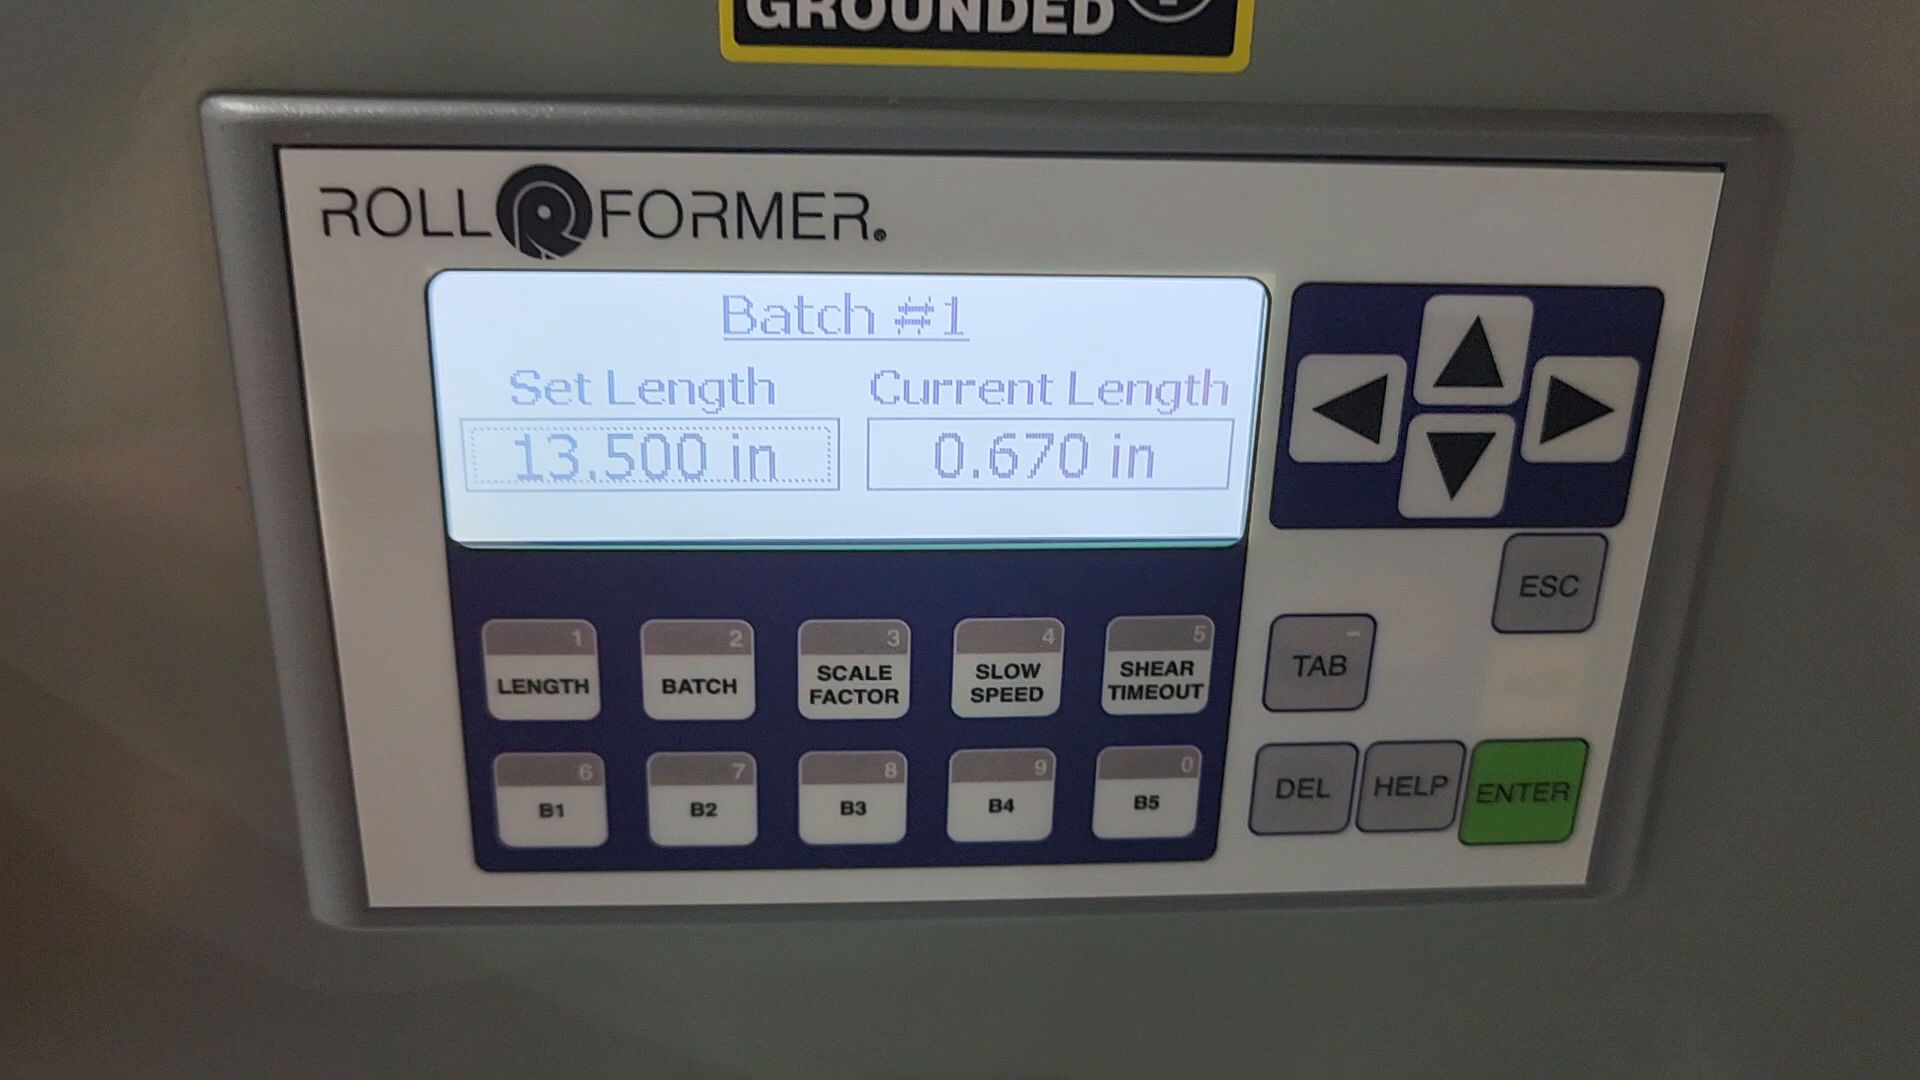 GROUNDED
ROLL FORMER®
Batch #1
Set Length Current Length
13.500 in 0.670 in
1 2 3 4 5
LENGTH BATCH SCALE FACTOR SLOW SPEED SHEAR TIMEOUT
6 7 8 9 0
B1 B2 B3 B4 B5
ESC
-
TAB
DEL HELP ENTER